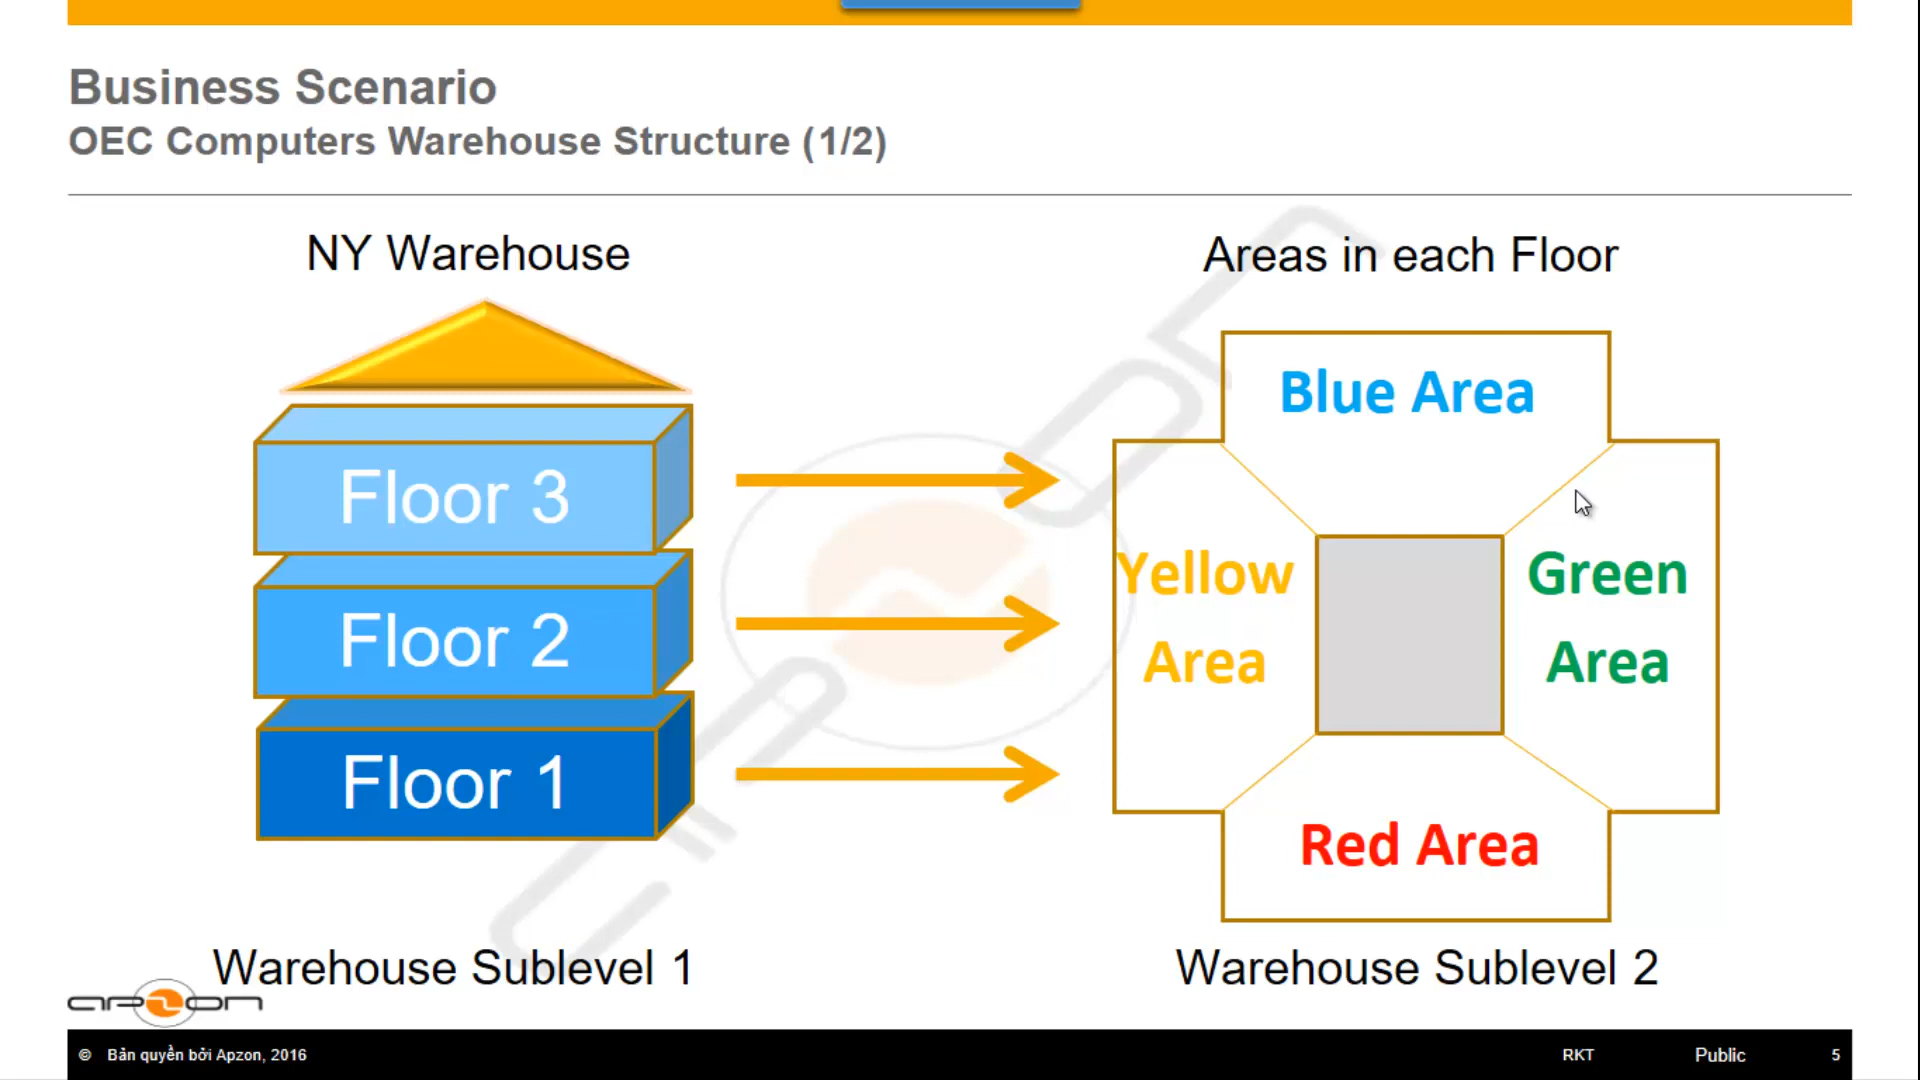 Business Scenario
OEC Computers Warehouse Structure (1/2)
NY Warehouse
Floor 3
Floor 2
Floor 1
Warehouse Sublevel 1
Areas in each Floor
Blue Area
Yellow
Area
Green
Area
Red Area
Warehouse Sublevel 2
apzon
© Bản quyền bởi Apzon, 2016
RKT
Public
5